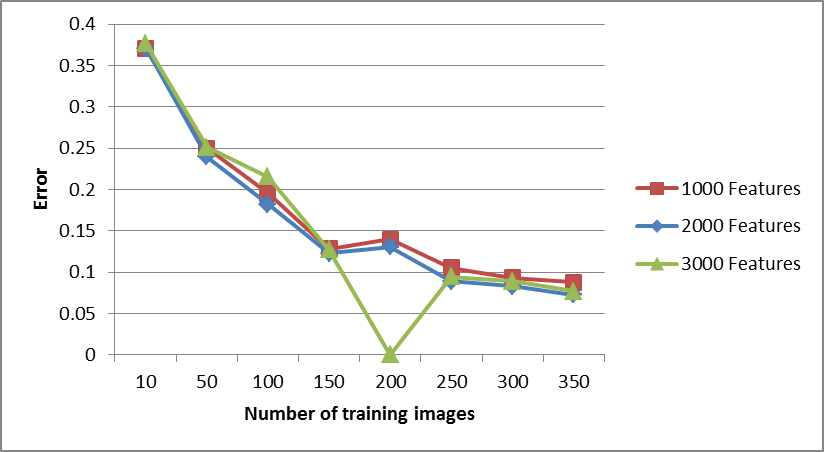 0.4
0.35
0.3
0.25
0.2
0.15
0.1
0.05
0
Error
10 50 100 150 200 250 300 350
Number of training images
1000 Features
2000 Features
3000 Features